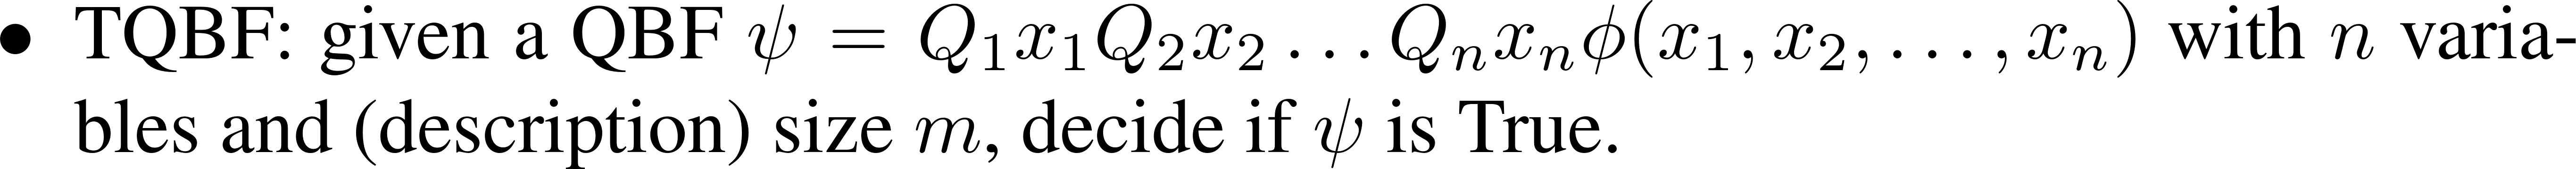 • TQBF: given a QBF ψ = Q₁x₁Q₂x₂ . . . Qₙxₙϕ(x₁, x₂, . . . , xₙ) with n varia-
bles and (description) size m, decide if ψ is True.